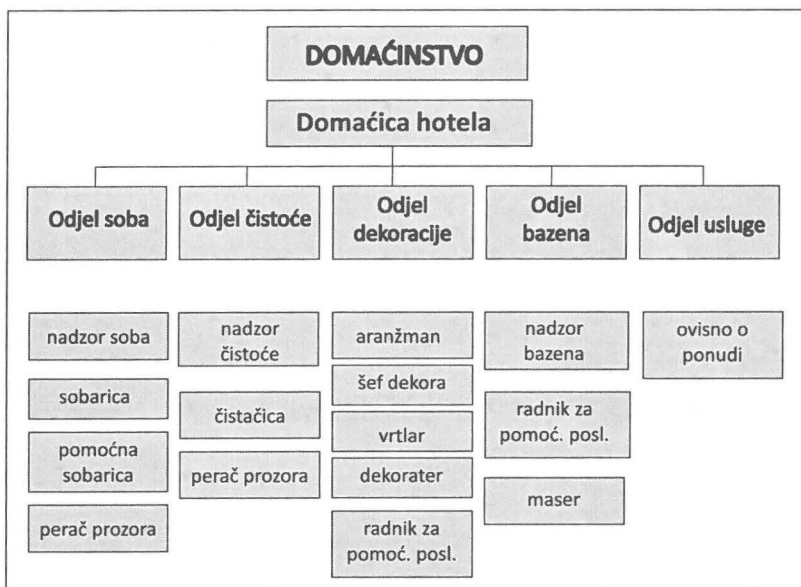 DOMAĆINSTVO
Domaćica hotela
Odjel soba
nadzor soba
sobarica
pomoćna
sobarica
perač prozora
Odjel čistoće
nadzor
čistoće
čistačica
perač prozora
Odjel
dekoracije
aranžman
šef dekora
vrtlar
dekorater
radnik za
pomoć. posl.
Odjel
bazena
nadzor
bazena
radnik za
pomoć. posl.
maser
Odjel usluge
ovisno o
ponudi